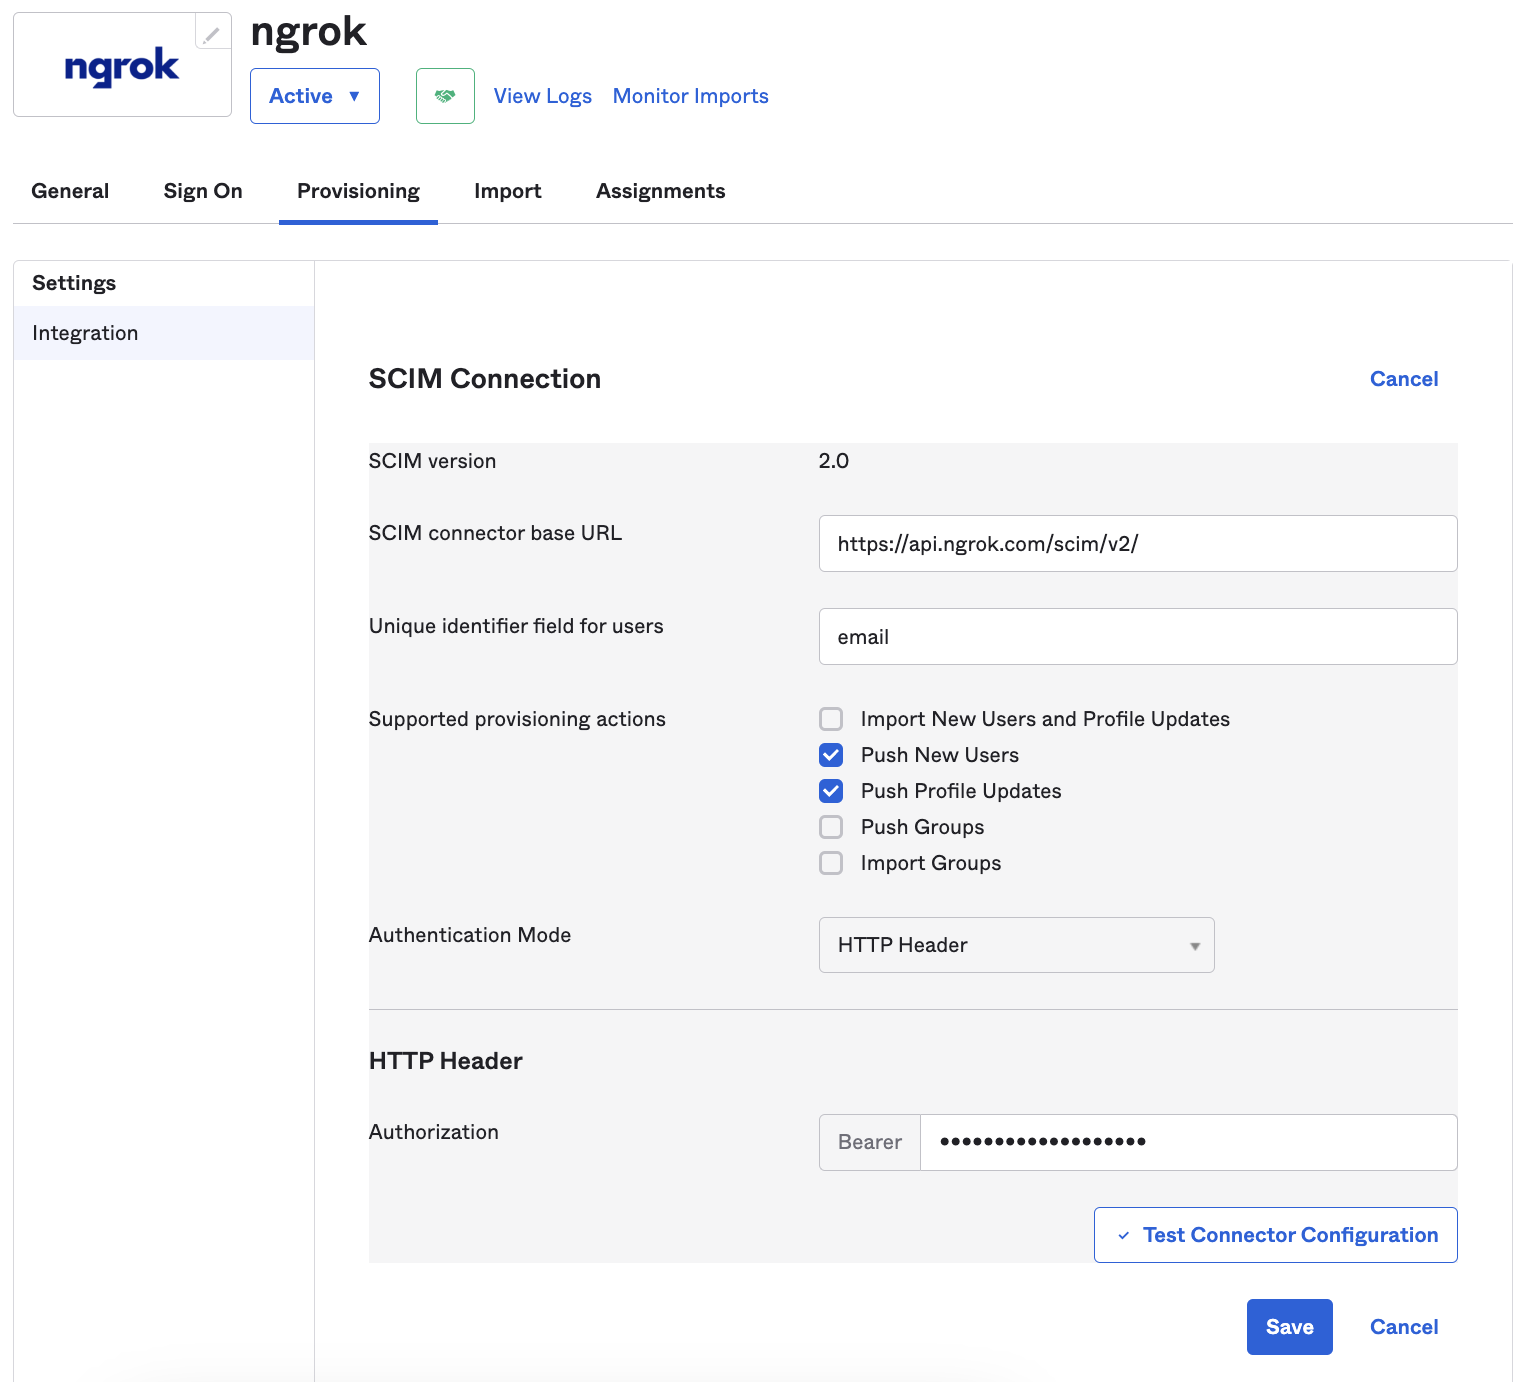 ngrok
ngrok
Active ▼
View Logs
Monitor Imports
General
Sign On
Provisioning
Import
Assignments
Settings
Integration
SCIM Connection
Cancel
SCIM version
2.0
SCIM connector base URL
https://api.ngrok.com/scim/v2/
Unique identifier field for users
email
Supported provisioning actions
Import New Users and Profile Updates
Push New Users
Push Profile Updates
Push Groups
Import Groups
Authentication Mode
HTTP Header
HTTP Header
Authorization
Bearer
•••••••••••••••••••
Test Connector Configuration
Save
Cancel